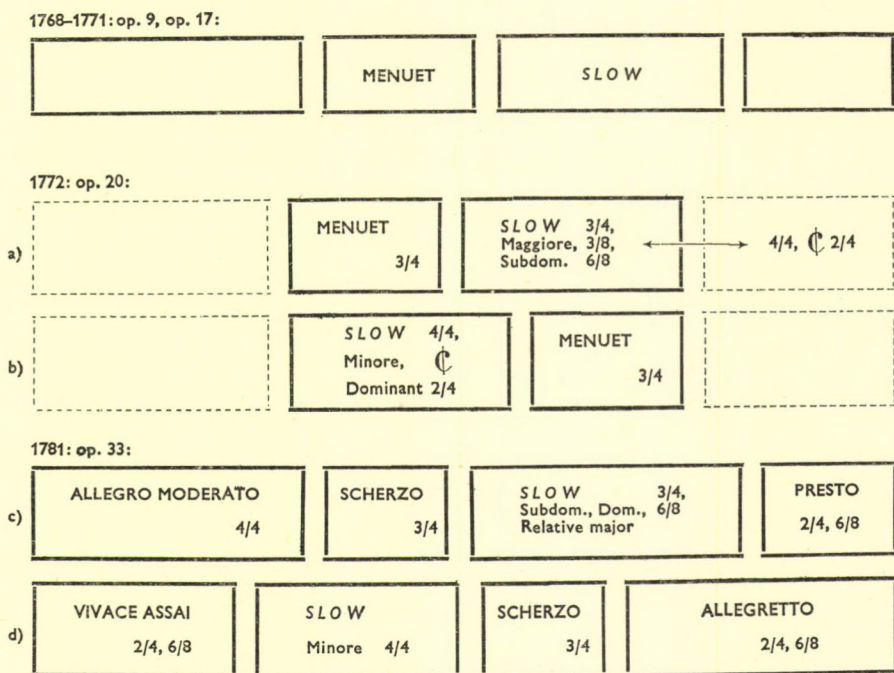 1768–1771: op. 9, op. 17:
MENUET
SLOW
1772: op. 20:
a)
MENUET
3/4
SLOW 3/4,
Maggiore, 3/8,
Subdom. 6/8
4/4, ₵ 2/4
b)
SLOW 4/4,
Minore, ₵
Dominant 2/4
MENUET
3/4
1781: op. 33:
c)
ALLEGRO MODERATO
4/4
SCHERZO
3/4
SLOW 3/4,
Subdom., Dom., 6/8
Relative major
PRESTO
2/4, 6/8
d)
VIVACE ASSAI
2/4, 6/8
SLOW
Minore 4/4
SCHERZO
3/4
ALLEGRETTO
2/4, 6/8